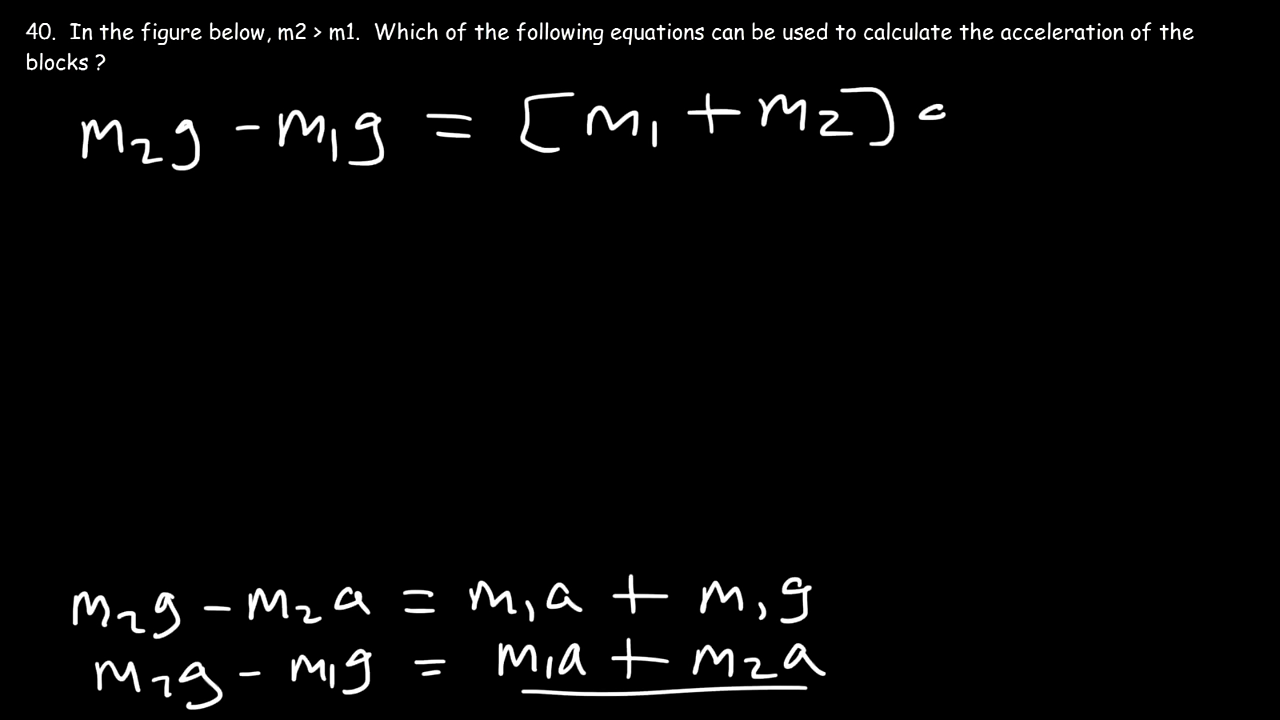 40. In the figure below, m2 > m1. Which of the following equations can be used to calculate the acceleration of the
blocks ?
m₂g - m₁g = [m₁ + m₂]
m₂g - m₂a = m₁a + m₁g
m₂g - m₁g = m₁a + m₂a